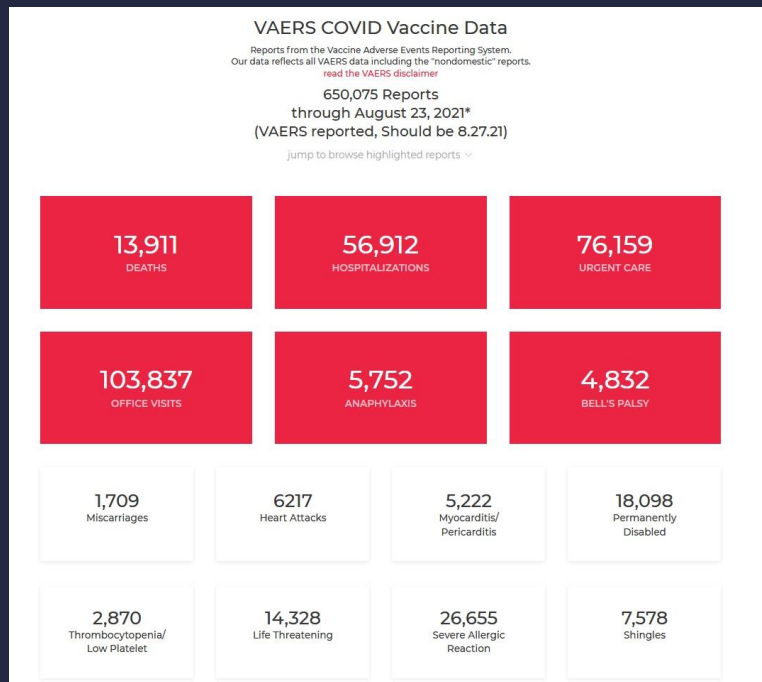 VAERS COVID Vaccine Data
Reports from the Vaccine Adverse Events Reporting System.
Our data reflects all VAERS data including the "nondomestic" reports.
read the VAERS disclaimer
650,075 Reports
through August 23, 2021*
(VAERS reported, Should be 8.27.21)
jump to browse highlighted reports
13,911
DEATHS
56,912
HOSPITALIZATIONS
76,159
URGENT CARE
103,837
OFFICE VISITS
5,752
ANAPHYLAXIS
4,832
BELL'S PALSY
1,709
Miscarriages
6217
Heart Attacks
5,222
Myocarditis/
Pericarditis
18,098
Permanently
Disabled
2,870
Thrombocytopenia/
Low Platelet
14,328
Life Threatening
26,655
Severe Allergic
Reaction
7,578
Shingles